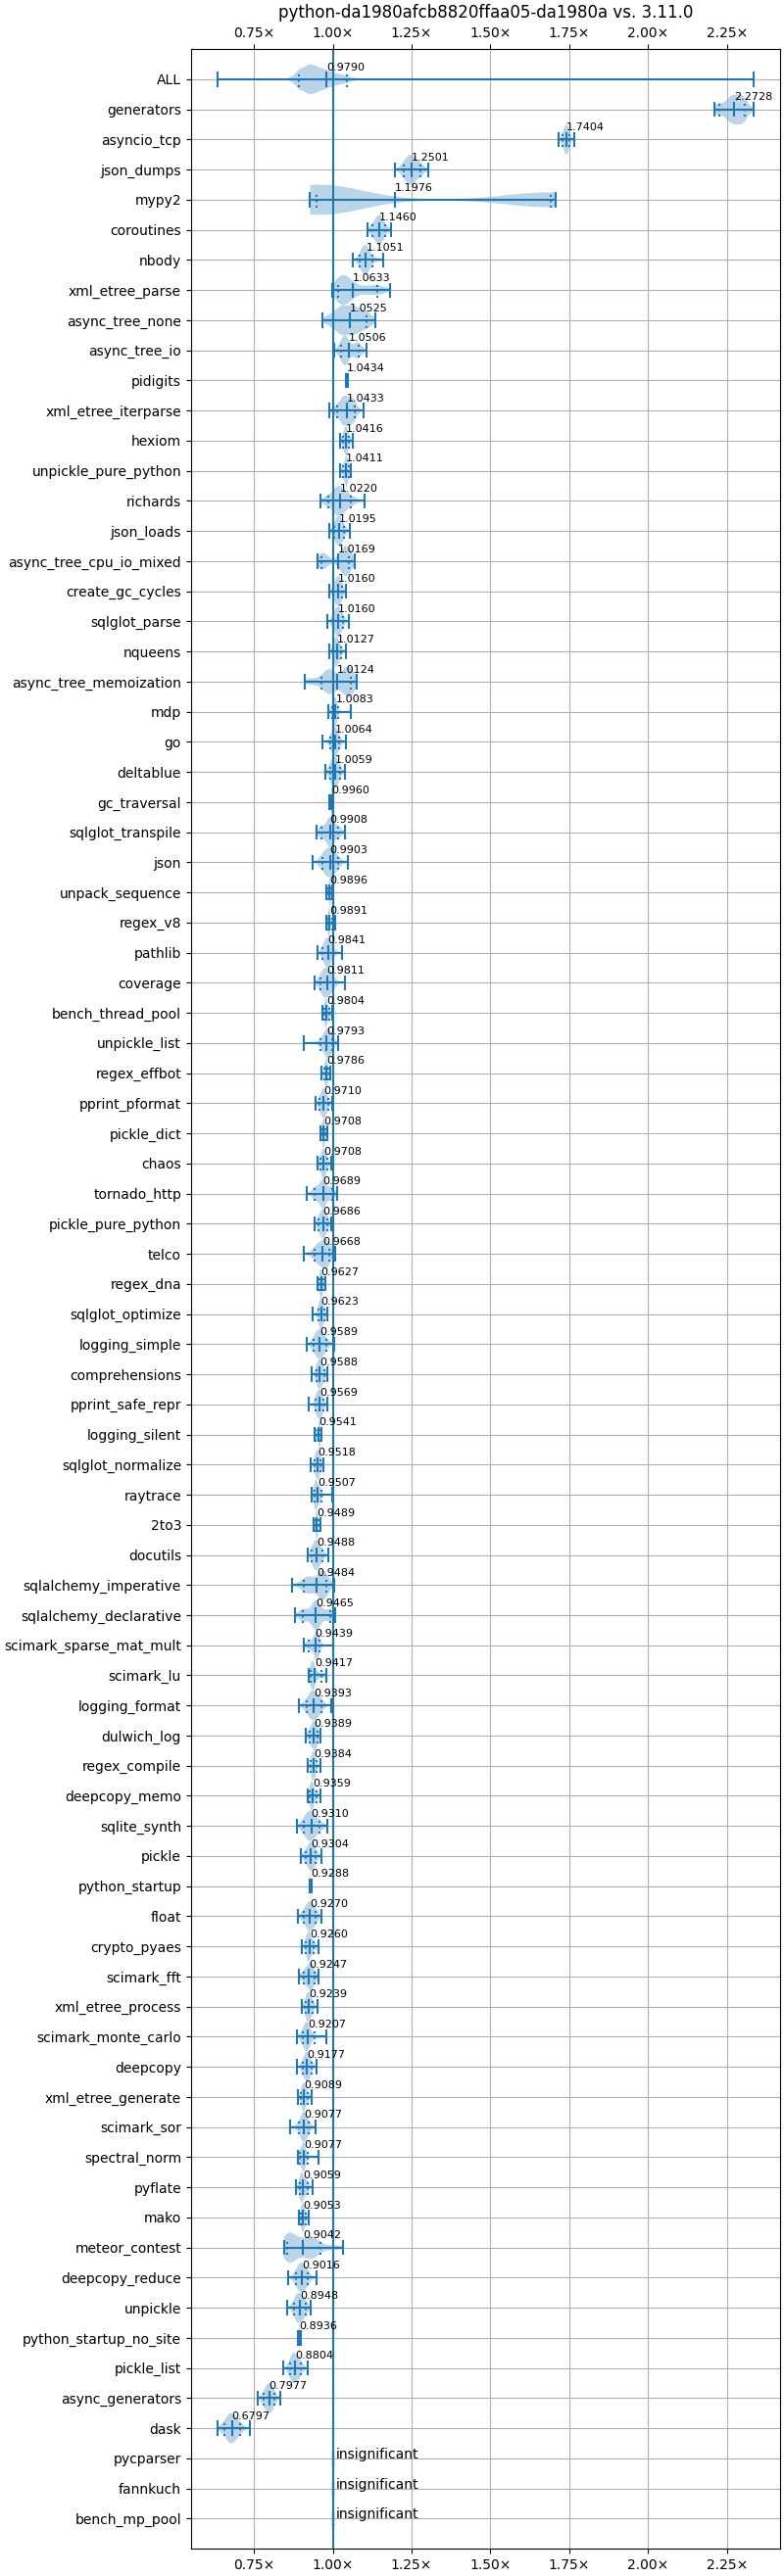 python-da1980afcb8820ffaa05-da1980a vs. 3.11.0
0.75× 1.00× 1.25× 1.50× 1.75× 2.00× 2.25×
ALL 0.9790
generators 2.2728
asyncio_tcp 1.7404
json_dumps 1.2501
mypy2 1.1976
coroutines 1.1460
nbody 1.1051
xml_etree_parse 1.0633
async_tree_none 1.0525
async_tree_io 1.0506
pidigits 1.0434
xml_etree_iterparse 1.0433
hexiom 1.0416
unpickle_pure_python 1.0411
richards 1.0220
json_loads 1.0195
async_tree_cpu_io_mixed 1.0169
create_gc_cycles 1.0160
sqlglot_parse 1.0160
nqueens 1.0127
async_tree_memoization 1.0124
mdp 1.0083
go 1.0064
deltablue 1.0059
gc_traversal 0.9960
sqlglot_transpile 0.9908
json 0.9903
unpack_sequence 0.9896
regex_v8 0.9891
pathlib 0.9841
coverage 0.9811
bench_thread_pool 0.9804
unpickle_list 0.9793
regex_effbot 0.9786
pprint_pformat 0.9710
pickle_dict 0.9708
chaos 0.9708
tornado_http 0.9689
pickle_pure_python 0.9686
telco 0.9668
regex_dna 0.9627
sqlglot_optimize 0.9623
logging_simple 0.9589
comprehensions 0.9588
pprint_safe_repr 0.9569
logging_silent 0.9541
sqlglot_normalize 0.9518
raytrace 0.9507
2to3 0.9489
docutils 0.9488
sqlalchemy_imperative 0.9484
sqlalchemy_declarative 0.9465
scimark_sparse_mat_mult 0.9439
scimark_lu 0.9417
logging_format 0.9393
dulwich_log 0.9389
regex_compile 0.9384
deepcopy_memo 0.9359
sqlite_synth 0.9310
pickle 0.9304
python_startup 0.9288
float 0.9270
crypto_pyaes 0.9260
scimark_fft 0.9247
xml_etree_process 0.9239
scimark_monte_carlo 0.9207
deepcopy 0.9177
xml_etree_generate 0.9089
scimark_sor 0.9077
spectral_norm 0.9077
pyflate 0.9059
mako 0.9053
meteor_contest 0.9042
deepcopy_reduce 0.9016
unpickle 0.8948
python_startup_no_site 0.8936
pickle_list 0.8804
async_generators 0.7977
dask 0.6797
pycparser insignificant
fannkuch insignificant
bench_mp_pool insignificant
0.75× 1.00× 1.25× 1.50× 1.75× 2.00× 2.25×